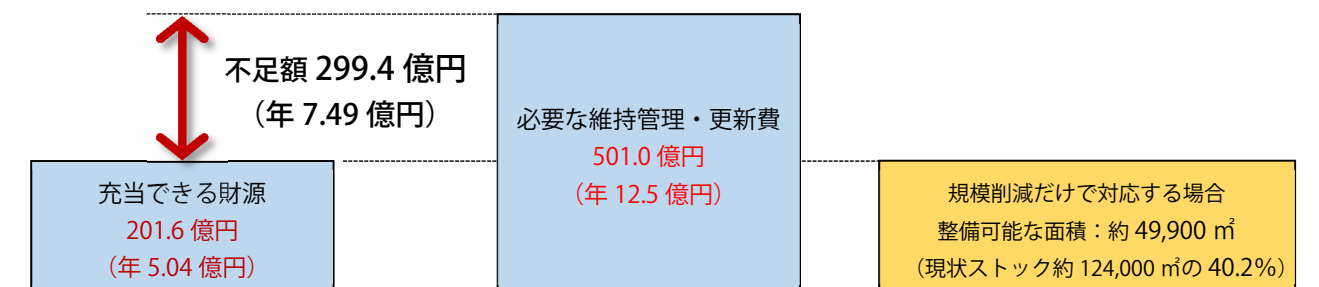 不足額 299.4 億円
（年 7.49 億円）
必要な維持管理・更新費
501.0 億円
（年 12.5 億円）
充当できる財源
201.6 億円
（年 5.04 億円）
規模削減だけで対応する場合
整備可能な面積：約 49,900 ㎡
（現状ストック約 124,000 ㎡の 40.2%）